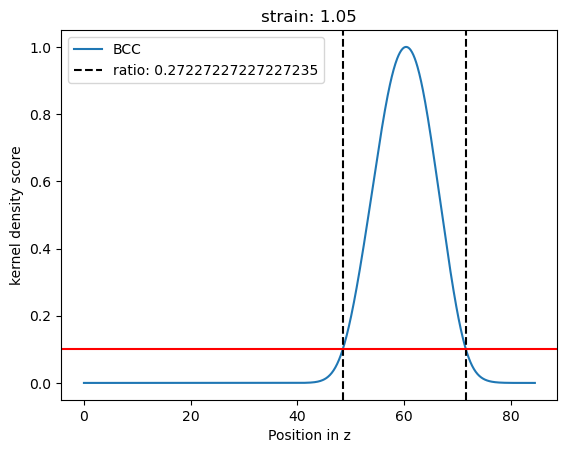 strain: 1.05
BCC
ratio: 0.27227227227227235
kernel density score
1.0
0.8
0.6
0.4
0.2
0.0
0 20 40 60 80
Position in z